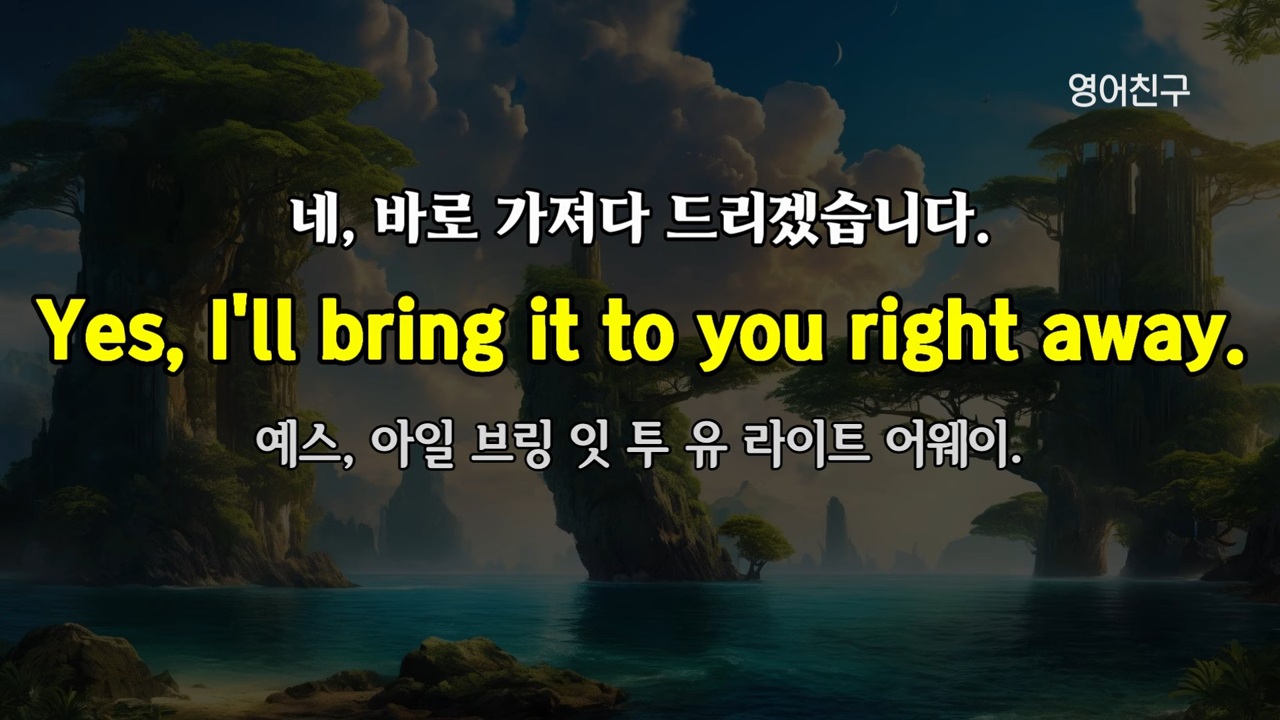 영어친구
네, 바로 가져다 드리겠습니다.
Yes, I'll bring it to you right away.
예스, 아일 브링 잇 투 유 라이트 어웨이.